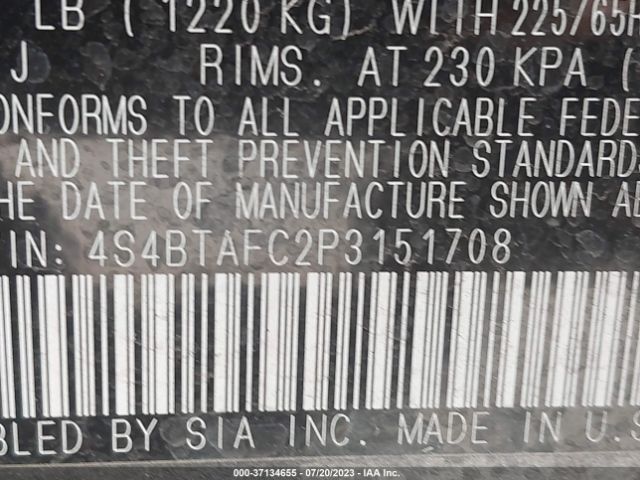 LB ( 1220 KG) WITH 225/65R
J RIMS. AT 230 KPA (
ONFORMS TO ALL APPLICABLE FEDE
AND THEFT PREVENTION STANDARDS
HE DATE OF MANUFACTURE SHOWN AB
IN: 4S4BTAFC2P3151708
BLED BY SIA INC. MADE IN U.S
000-37134655 / 07/20/2023 - IAA Inc.